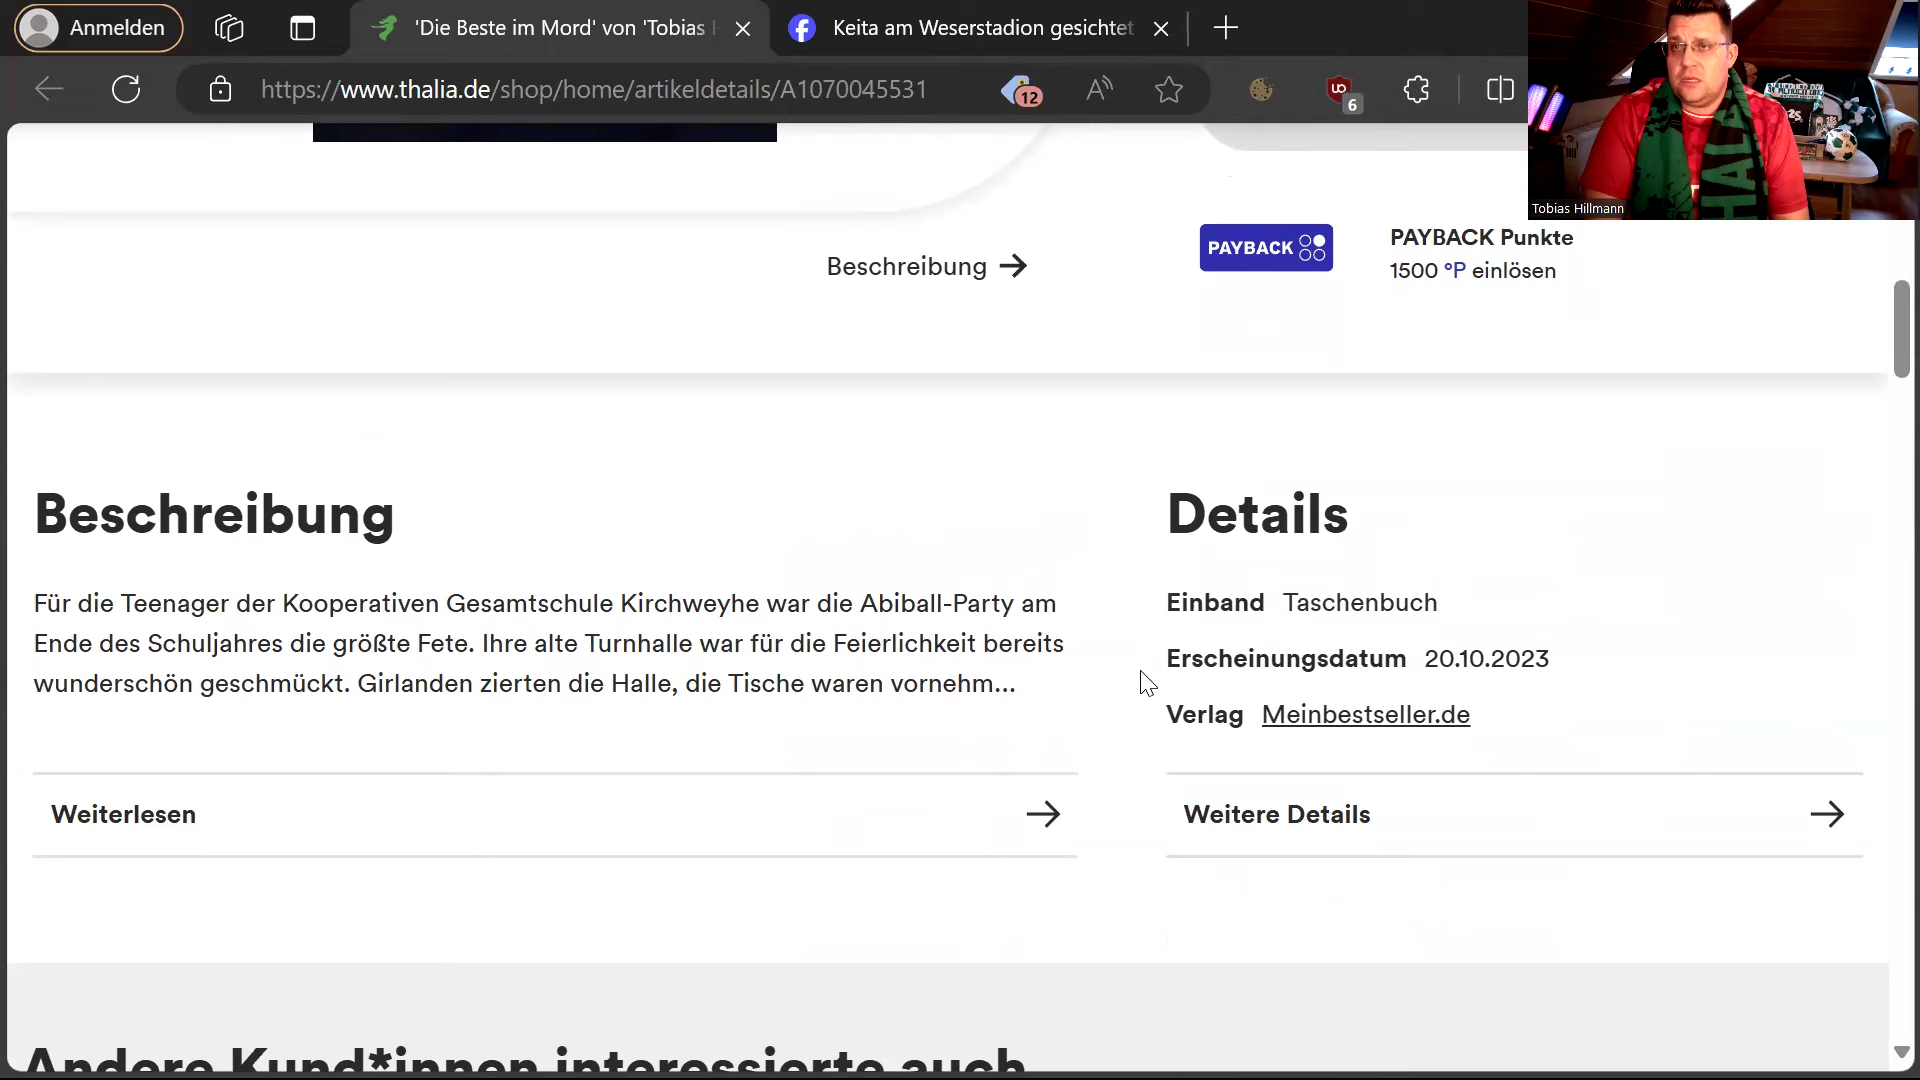 Anmelden
'Die Beste im Mord' von 'Tobias
Keita am Weserstadion gesichtet
https://www.thalia.de/shop/home/artikeldetails/A1070045531
12
6
Tobias Hillmann
PAYBACK
PAYBACK Punkte
1500 °P einlösen
Beschreibung
Beschreibung
Für die Teenager der Kooperativen Gesamtschule Kirchweyhe war die Abiball-Party am
Ende des Schuljahres die größte Fete. Ihre alte Turnhalle war für die Feierlichkeit bereits
wunderschön geschmückt. Girlanden zierten die Halle, die Tische waren vornehm...
Weiterlesen
Details
Einband Taschenbuch
Erscheinungsdatum 20.10.2023
Verlag Meinbestseller.de
Weitere Details
Andere Kund*innen interessierte auch